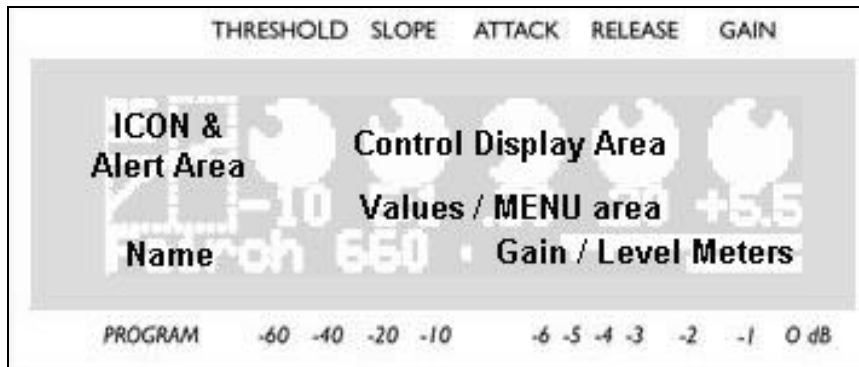 THRESHOLD SLOPE ATTACK RELEASE GAIN
ICON &
Alert Area
Control Display Area
-10
+5.5
Values / MENU area
Name
660
Gain / Level Meters
PROGRAM -60 -40 -20 -10 -6 -5 -4 -3 -2 -1 0 dB